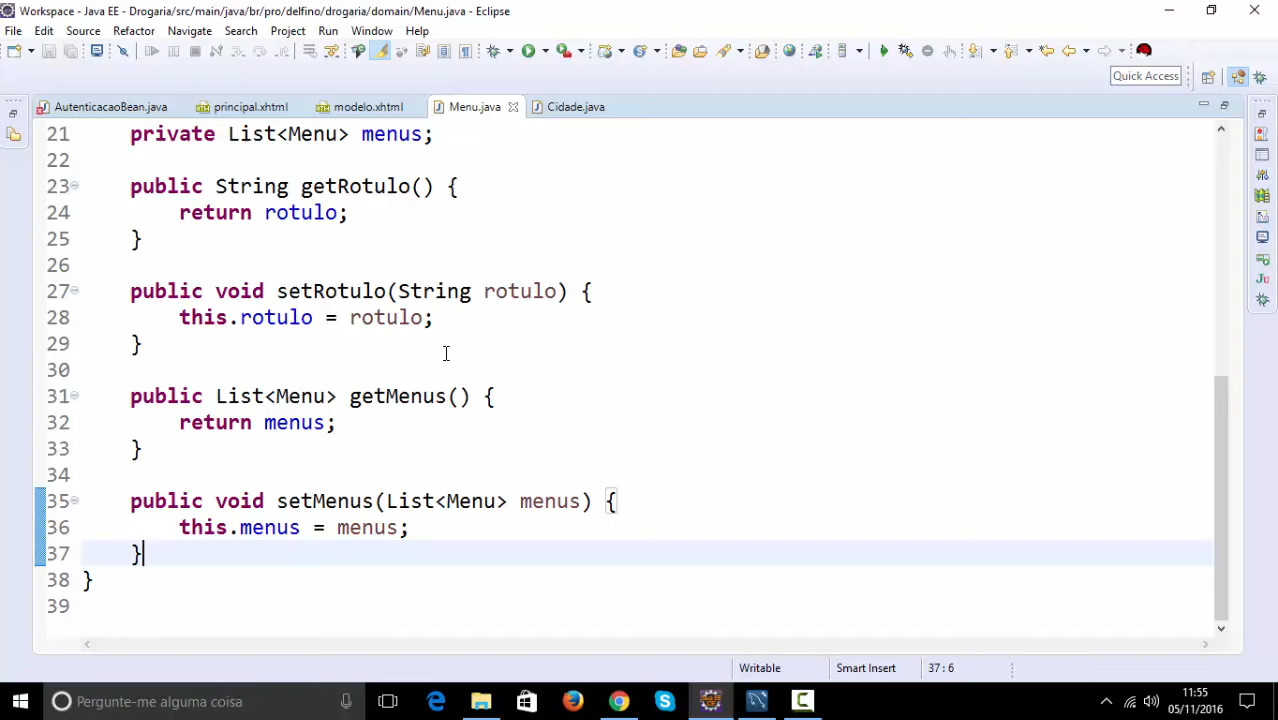 Workspace - Java EE - Drogaria/src/main/java/br/pro/delfino/drogaria/domain/Menu.java - Eclipse
File Edit Source Refactor Navigate Search Project Run Window Help
Quick Access
AutenticacaoBean.java principal.xhtml modelo.xhtml Menu.java Cidade.java
21 private List<Menu> menus;
22
23 public String getRotulo() {
24 return rotulo;
25 }
26
27 public void setRotulo(String rotulo) {
28 this.rotulo = rotulo;
29 }
30
31 public List<Menu> getMenus() {
32 return menus;
33 }
34
35 public void setMenus(List<Menu> menus) {
36 this.menus = menus;
37 }
38 }
39
Writable Smart Insert 37 : 6
Pergunte-me alguma coisa
11:55
05/11/2016